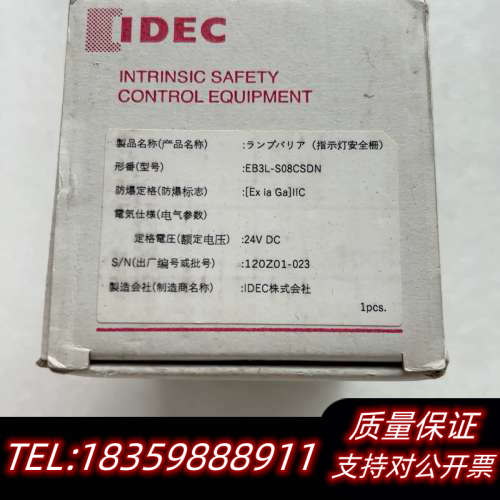 IDEC
INTRINSIC SAFETY
CONTROL EQUIPMENT
製品名称(产品名称) :ランプバリア (指示灯安全栅)
形番(型号) :EB3L-S08CSDN
防爆定格(防爆标志) :[Ex ia Ga]IIC
電気仕様(电气参数)
定格電圧(额定电压) :24V DC
S/N(出厂编号或批号) :120Z01-023
製造会社(制造商名称) :IDEC株式会社
1pcs.
TEL:18359888911
质量保证
支持对公开票